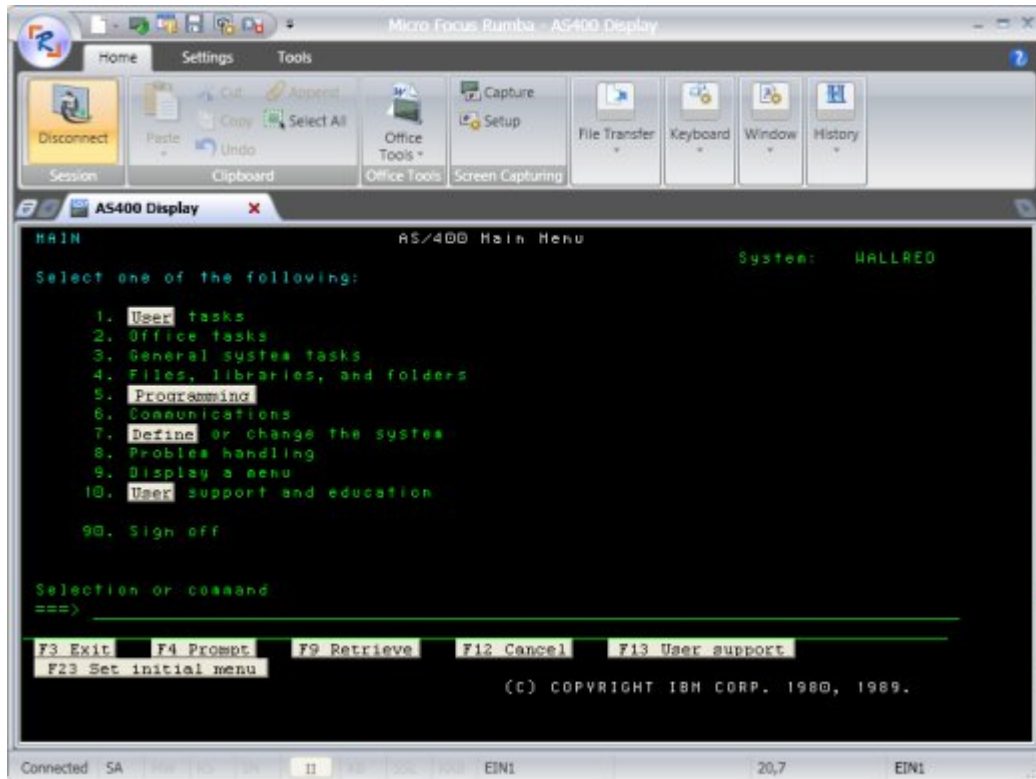 Micro Focus Rumba - AS400 Display
Home Settings Tools
Disconnect
Paste
Cut
Copy
Undo
Append
Select All
Office Tools
Capture
Setup
File Transfer
Keyboard
Window
History
Session Clipboard Office Tools Screen Capturing
AS400 Display
MAIN AS/400 Main Menu
System: WALLRED
Select one of the following:
1. User tasks
2. Office tasks
3. General system tasks
4. Files, libraries, and folders
5. Programming
6. Communications
7. Define or change the system
8. Problem handling
9. Display a menu
10. User support and education
90. Sign off
Selection or command
===>
F3 Exit F4 Prompt F9 Retrieve F12 Cancel F13 User support
F23 Set initial menu
(C) COPYRIGHT IBM CORP. 1980, 1989.
Connected SA II EIN1 20,7 EIN1